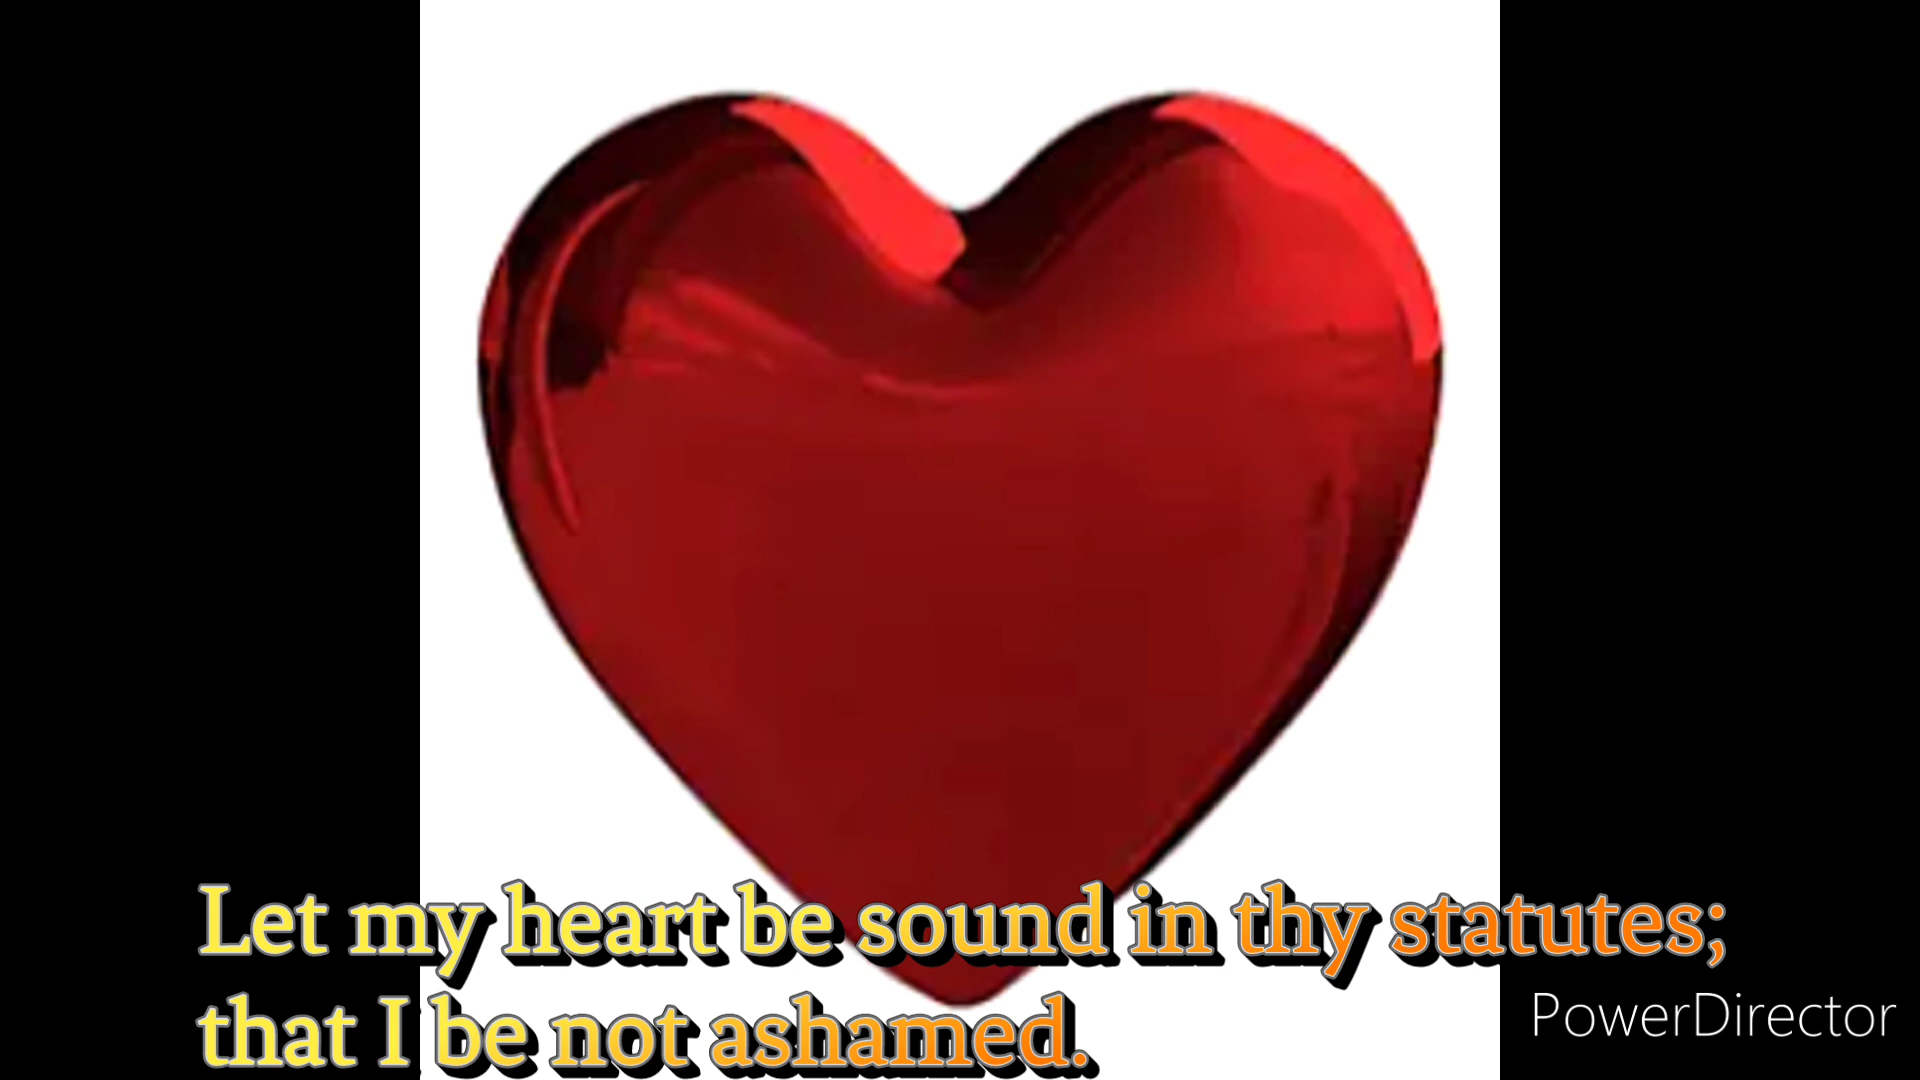 Let my heart be sound in thy statutes;
that I be not ashamed.
PowerDirector